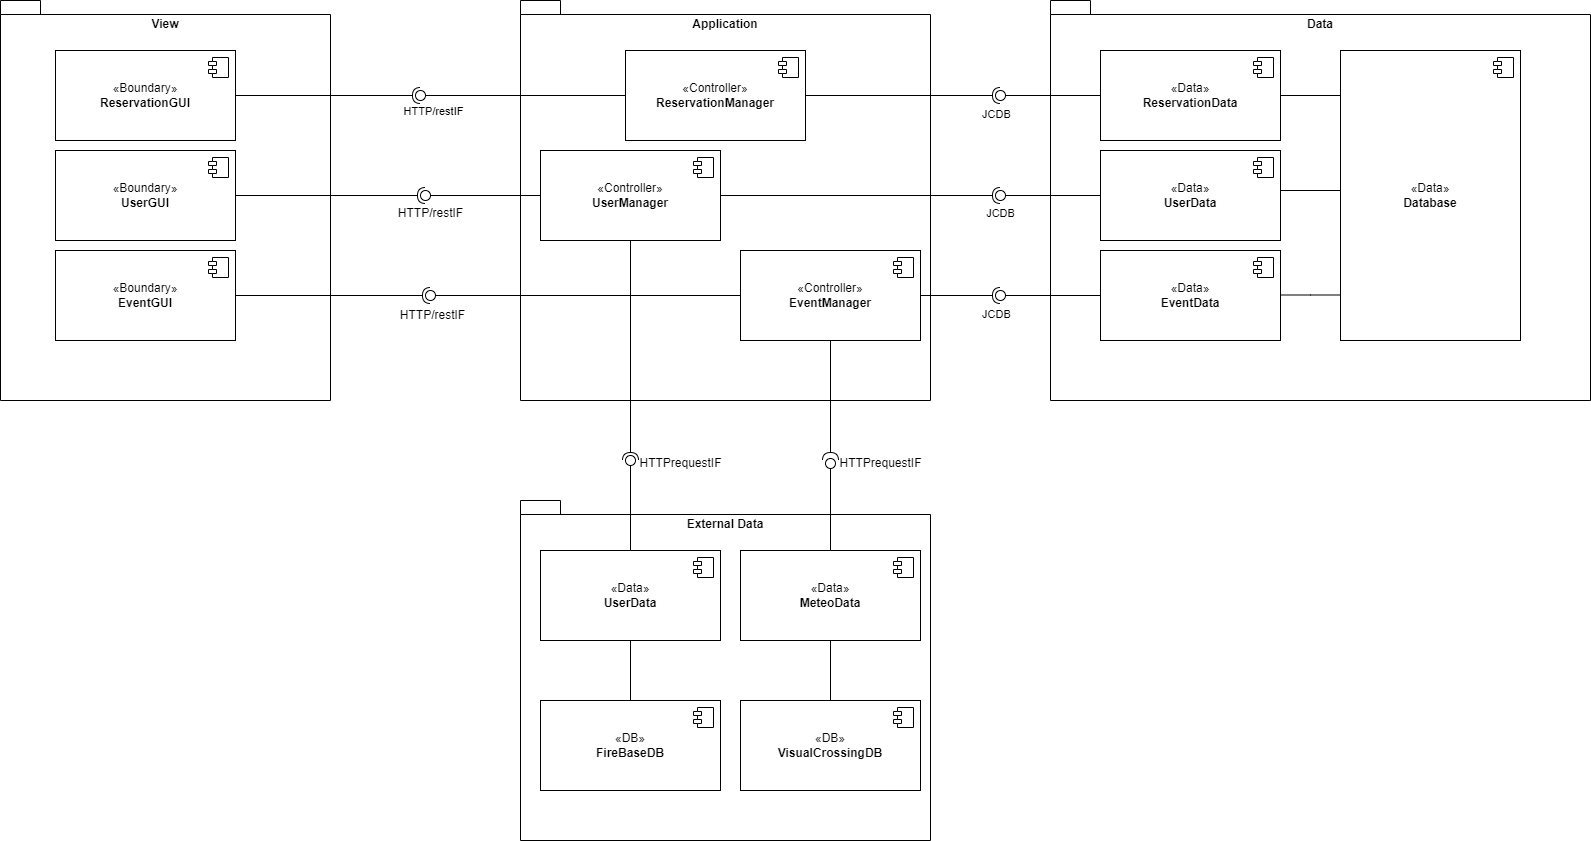 View
Application
Data
«Boundary»
ReservationGUI
HTTP/restIF
«Controller»
ReservationManager
JCDB
«Data»
ReservationData
«Boundary»
UserGUI
HTTP/restIF
«Controller»
UserManager
JCDB
«Data»
UserData
«Data»
Database
«Boundary»
EventGUI
HTTP/restIF
«Controller»
EventManager
JCDB
«Data»
EventData
HTTPrequestIF
HTTPrequestIF
External Data
«Data»
UserData
«Data»
MeteoData
«DB»
FireBaseDB
«DB»
VisualCrossingDB